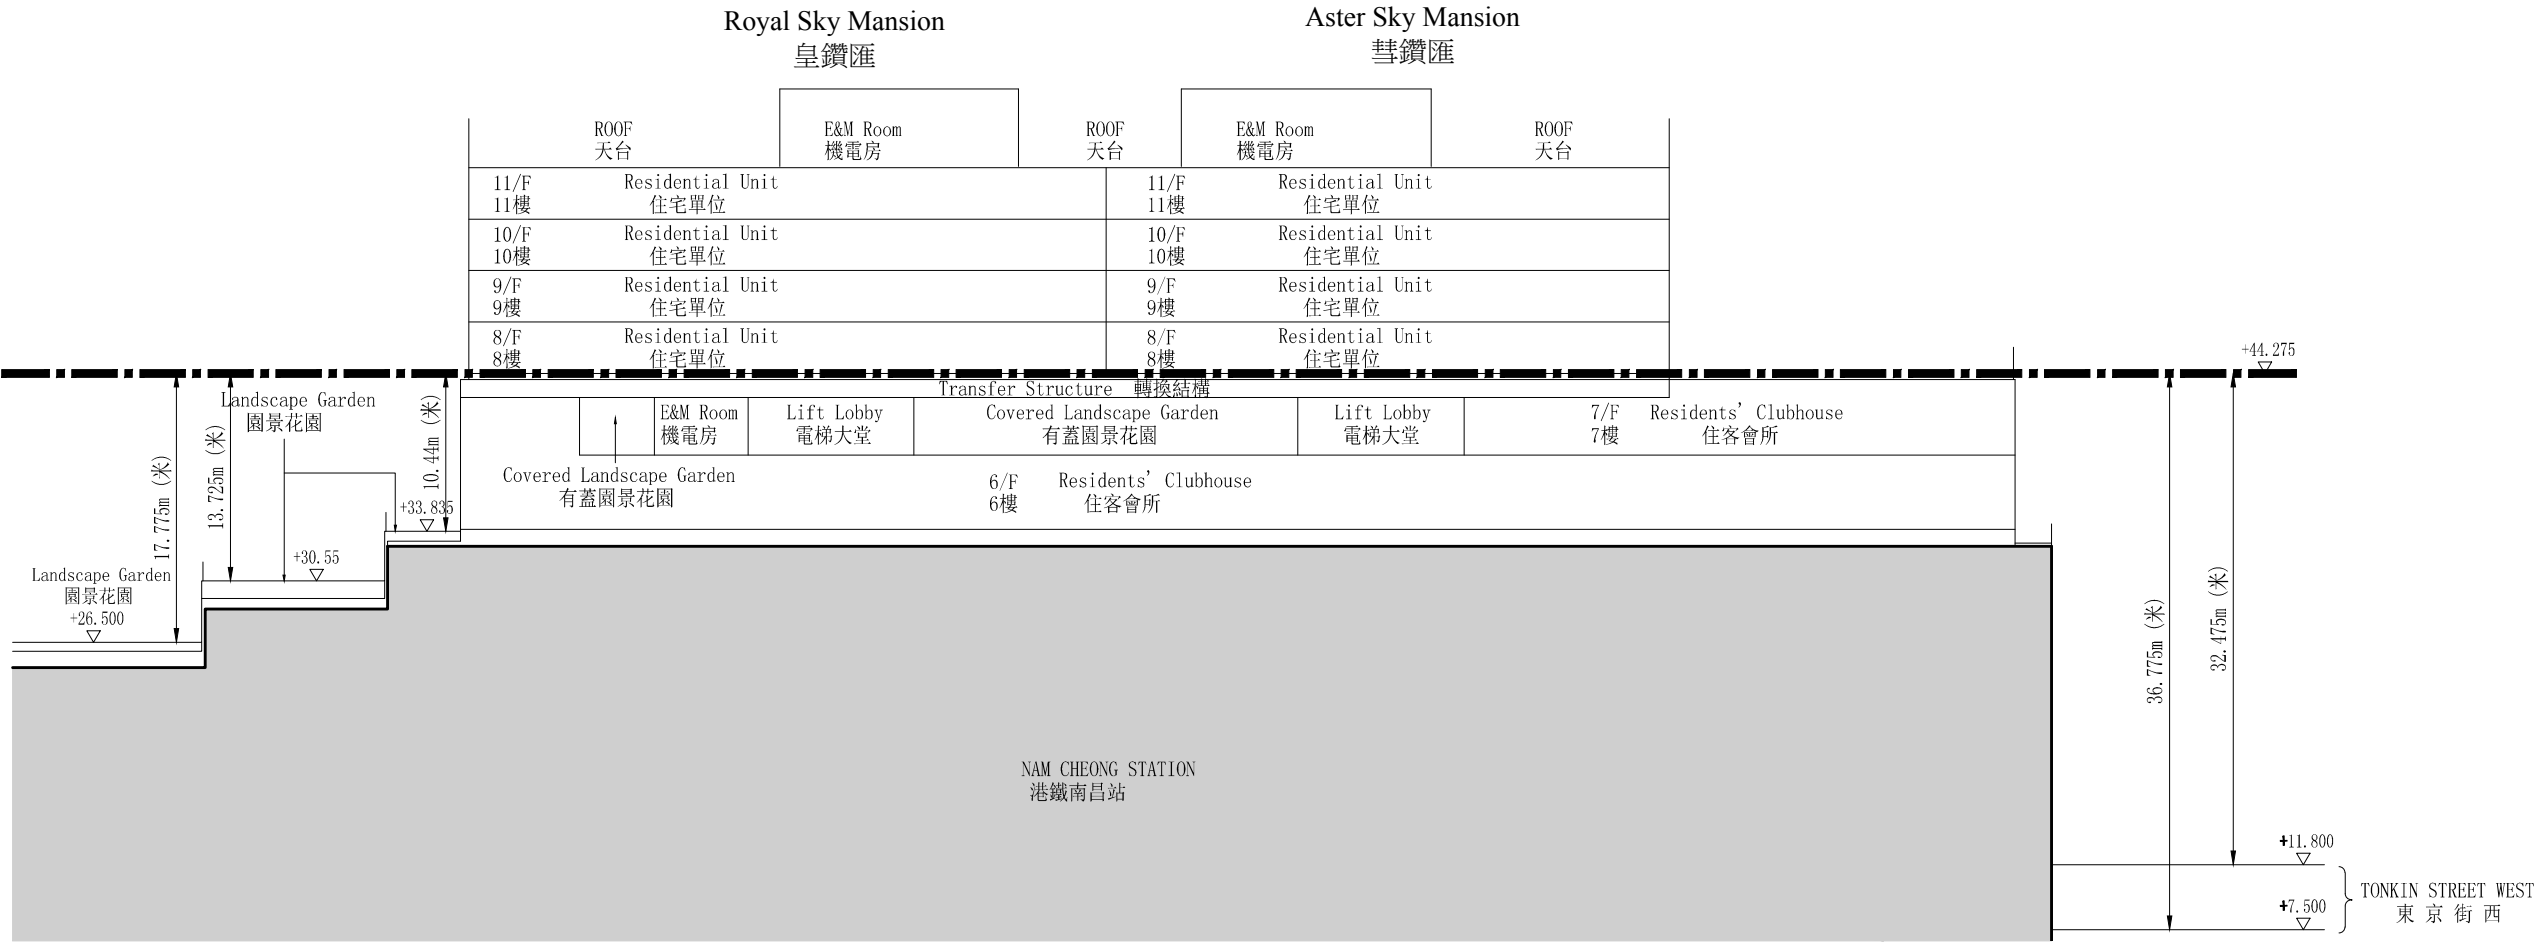 Royal Sky Mansion
皇鑽匯
Aster Sky Mansion
彗鑽匯
ROOF
天台
E&M Room
機電房
ROOF
天台
E&M Room
機電房
ROOF
天台
11/F Residential Unit
11樓 住宅單位
11/F Residential Unit
11樓 住宅單位
10/F Residential Unit
10樓 住宅單位
10/F Residential Unit
10樓 住宅單位
9/F Residential Unit
9樓 住宅單位
9/F Residential Unit
9樓 住宅單位
8/F Residential Unit
8樓 住宅單位
8/F Residential Unit
8樓 住宅單位
+44.275
Transfer Structure 轉換結構
Landscape Garden
園景花園
17.775m (米)
13.725m (米)
10.44m (米)
E&M Room
機電房
Lift Lobby
電梯大堂
Covered Landscape Garden
有蓋園景花園
Lift Lobby
電梯大堂
7/F Residents' Clubhouse
7樓 住客會所
Covered Landscape Garden
有蓋園景花園
6/F Residents' Clubhouse
6樓 住客會所
+33.835
+30.55
Landscape Garden
園景花園
+26.500
36.775m (米)
32.475m (米)
NAM CHEONG STATION
港鐵南昌站
+11.800
+7.500
TONKIN STREET WEST
東京街西